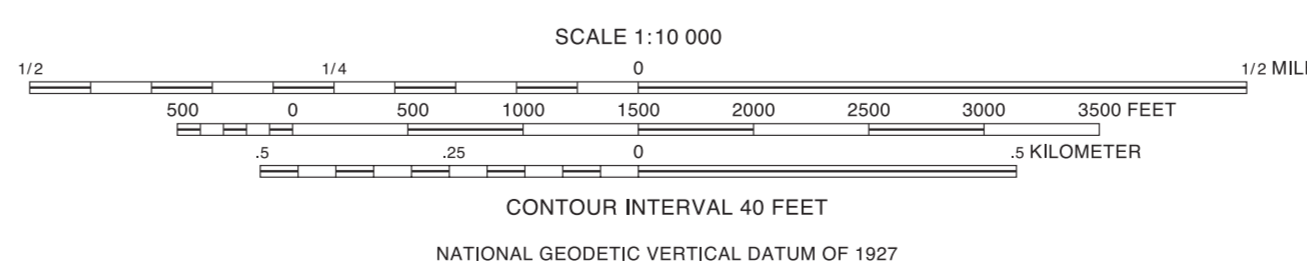 SCALE 1:10 000
1/2 1/4 0 1/2 MILE
500 0 500 1000 1500 2000 2500 3000 3500 FEET
.5 .25 0 .5 KILOMETER
CONTOUR INTERVAL 40 FEET
NATIONAL GEODETIC VERTICAL DATUM OF 1927